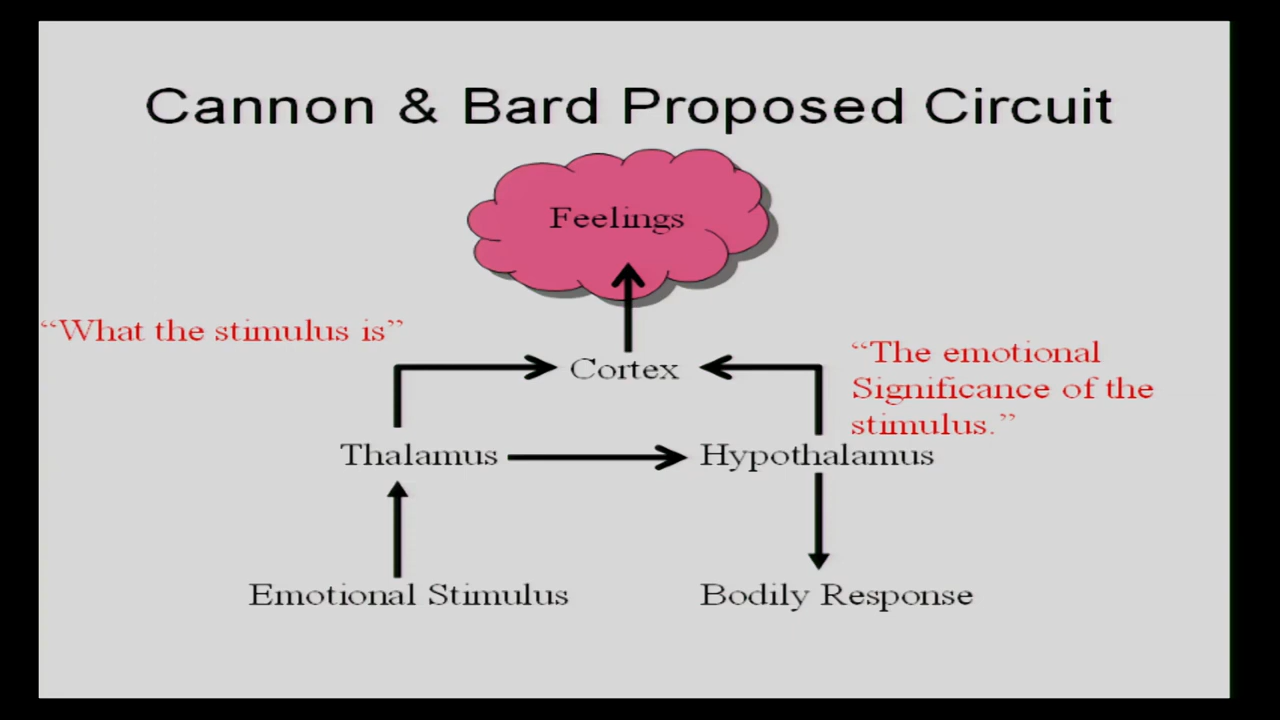 Cannon & Bard Proposed Circuit
Feelings
“What the stimulus is”
Cortex
“The emotional
Significance of the
stimulus.”
Thalamus
Hypothalamus
Emotional Stimulus
Bodily Response